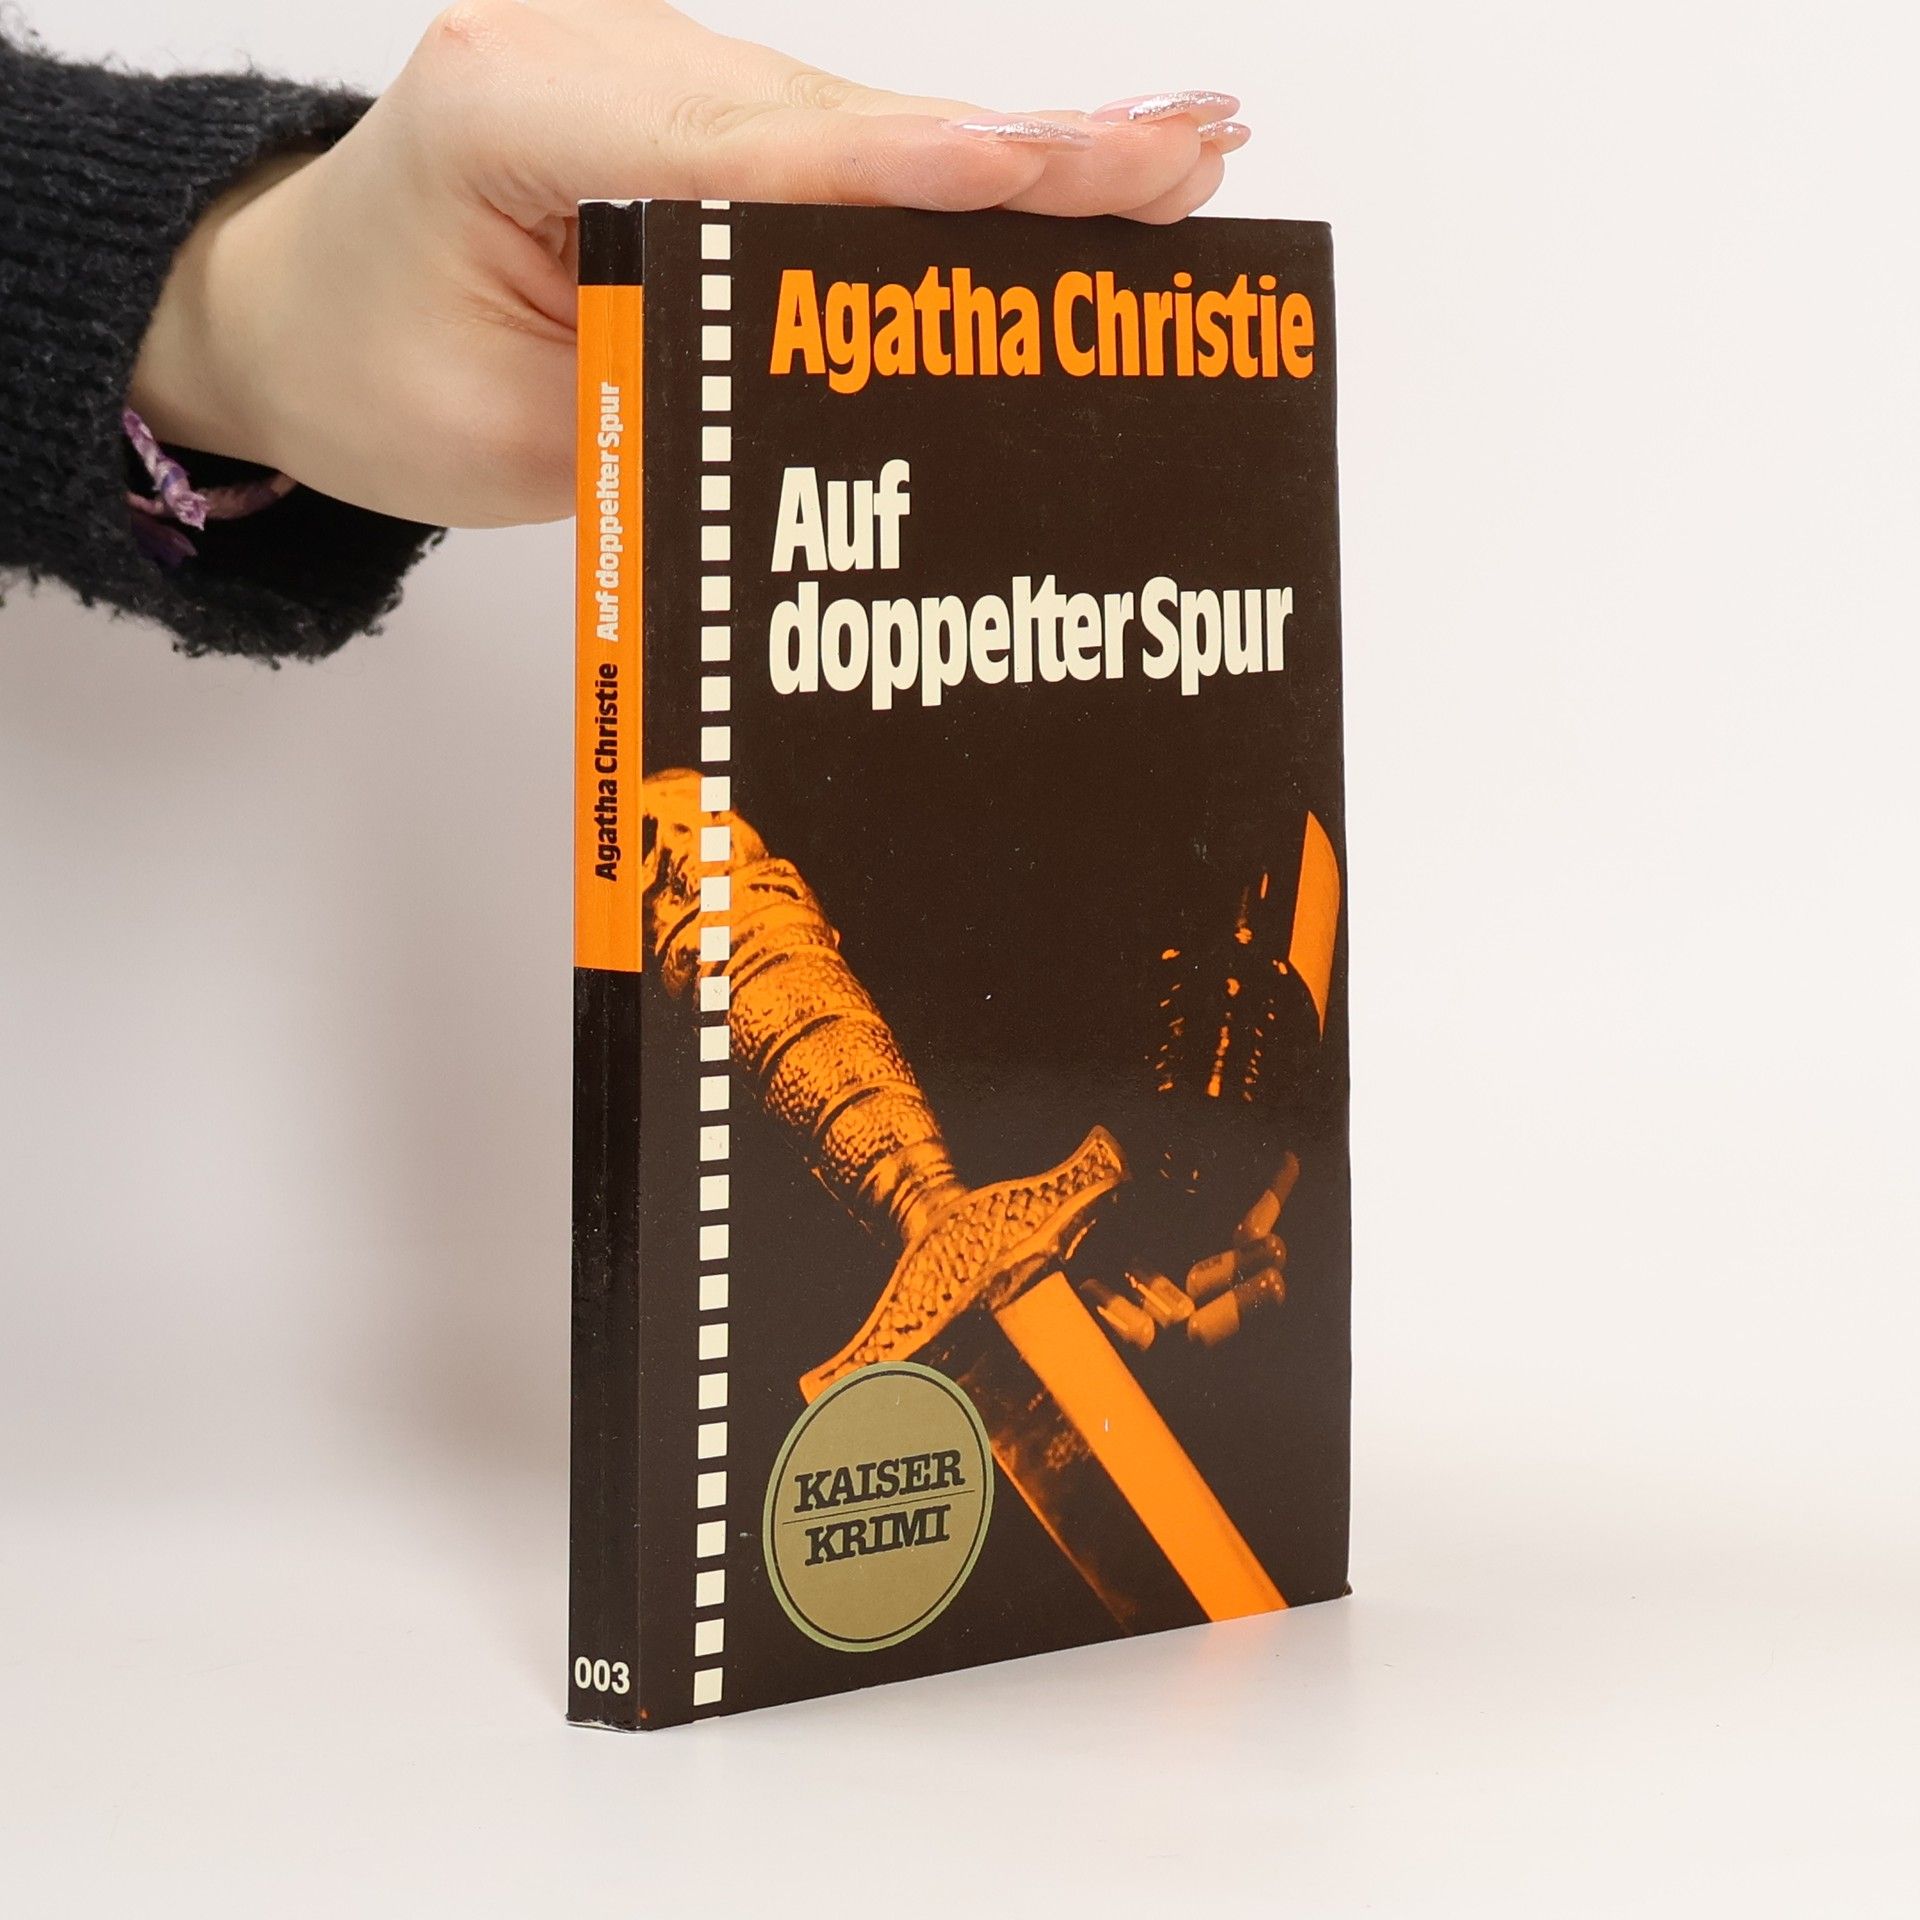 Agatha Christie
Auf
doppelter Spur
KAISER
KRIMI
Agatha Christie Auf doppelter Spur
003